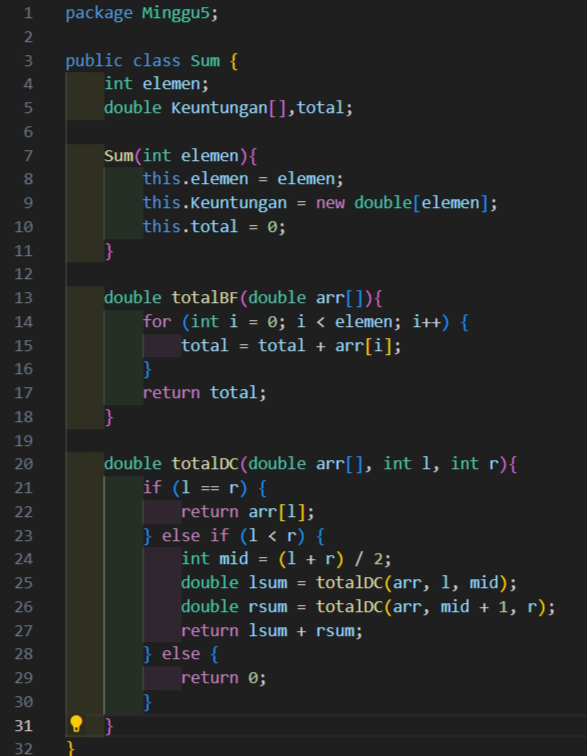 1 package Minggu5;
2
3 public class Sum {
4     int elemen;
5     double Keuntungan[],total;
6
7     Sum(int elemen){
8         this.elemen = elemen;
9         this.Keuntungan = new double[elemen];
10         this.total = 0;
11     }
12
13     double totalBF(double arr[]){
14         for (int i = 0; i < elemen; i++) {
15             total = total + arr[i];
16         }
17         return total;
18     }
19
20     double totalDC(double arr[], int l, int r){
21         if (l == r) {
22             return arr[l];
23         } else if (l < r) {
24             int mid = (l + r) / 2;
25             double lsum = totalDC(arr, l, mid);
26             double rsum = totalDC(arr, mid + 1, r);
27             return lsum + rsum;
28         } else {
29             return 0;
30         }
31     }
32 }